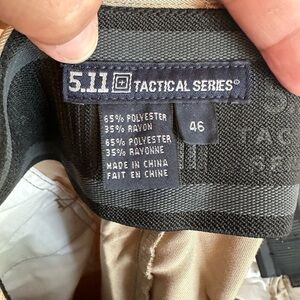 5.11 TACTICAL SERIES®
65% POLYESTER
35% RAYON
65% POLYESTER
35% RAYONNE
MADE IN CHINA
FAIT EN CHINE
46